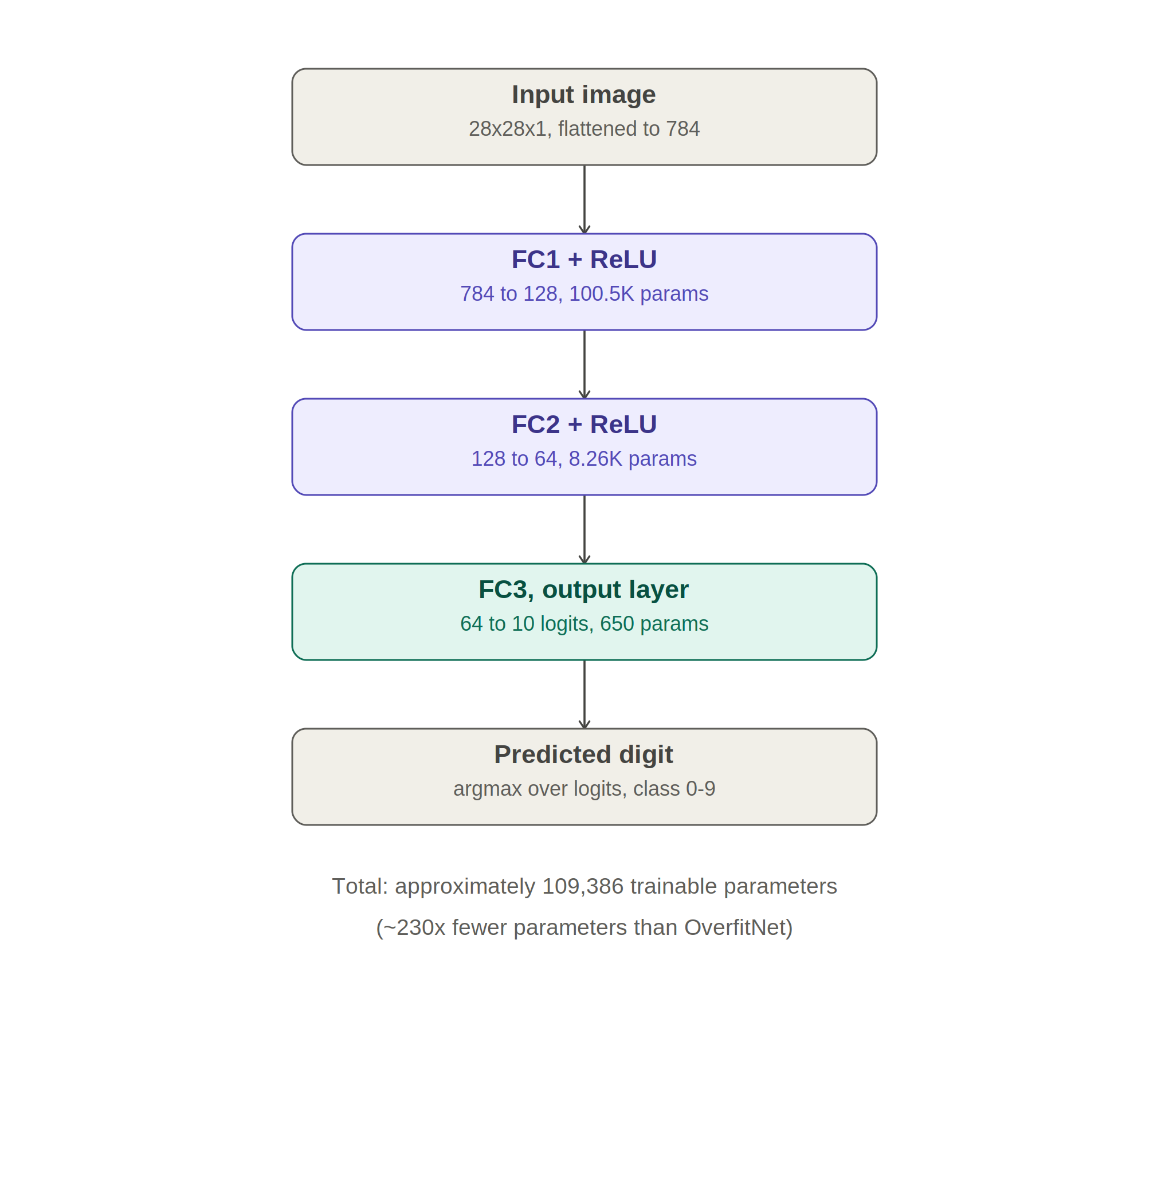 Input image
28x28x1, flattened to 784
FC1 + ReLU
784 to 128, 100.5K params
FC2 + ReLU
128 to 64, 8.26K params
FC3, output layer
64 to 10 logits, 650 params
Predicted digit
argmax over logits, class 0-9
Total: approximately 109,386 trainable parameters
(~230x fewer parameters than OverfitNet)